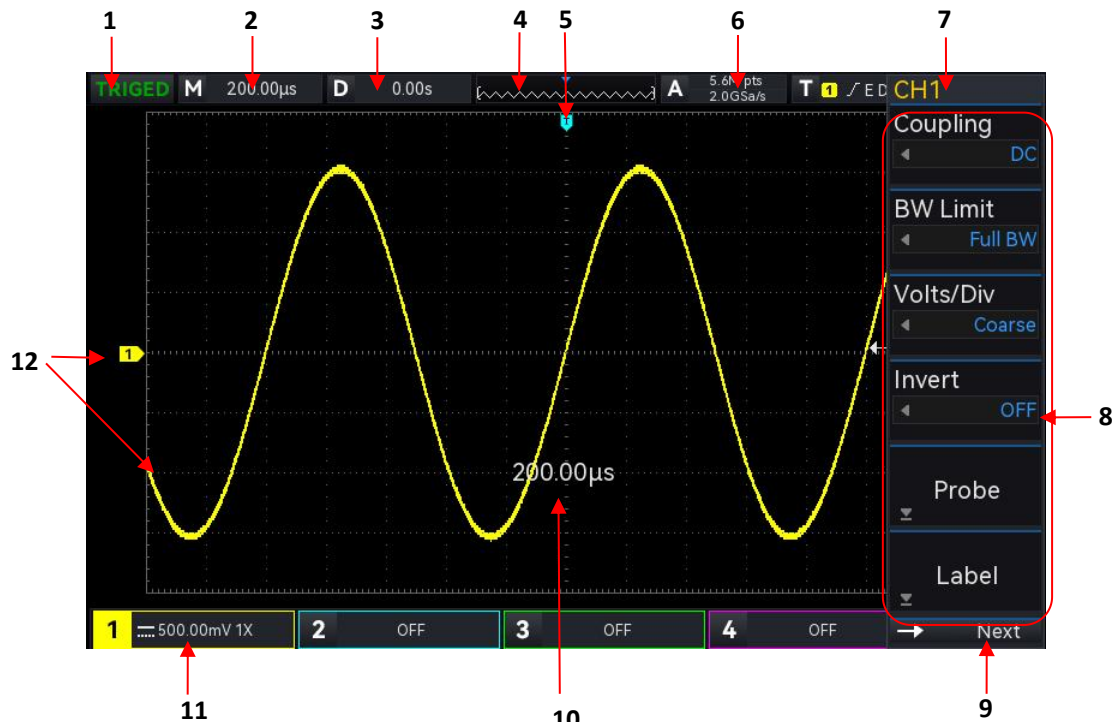 1 2 3 4 5 6 7
TRIGED M 200.00µs D 0.00s A 5.6M pts T 1 E D CH1
2.0GSa/s
T
Coupling
DC
BW Limit
Full BW
Volts/Div
Coarse
1
12
Invert
OFF
8
200.00µs
Probe
Label
1 500.00mV 1X 2 OFF 3 OFF 4 OFF Next
11 10 9